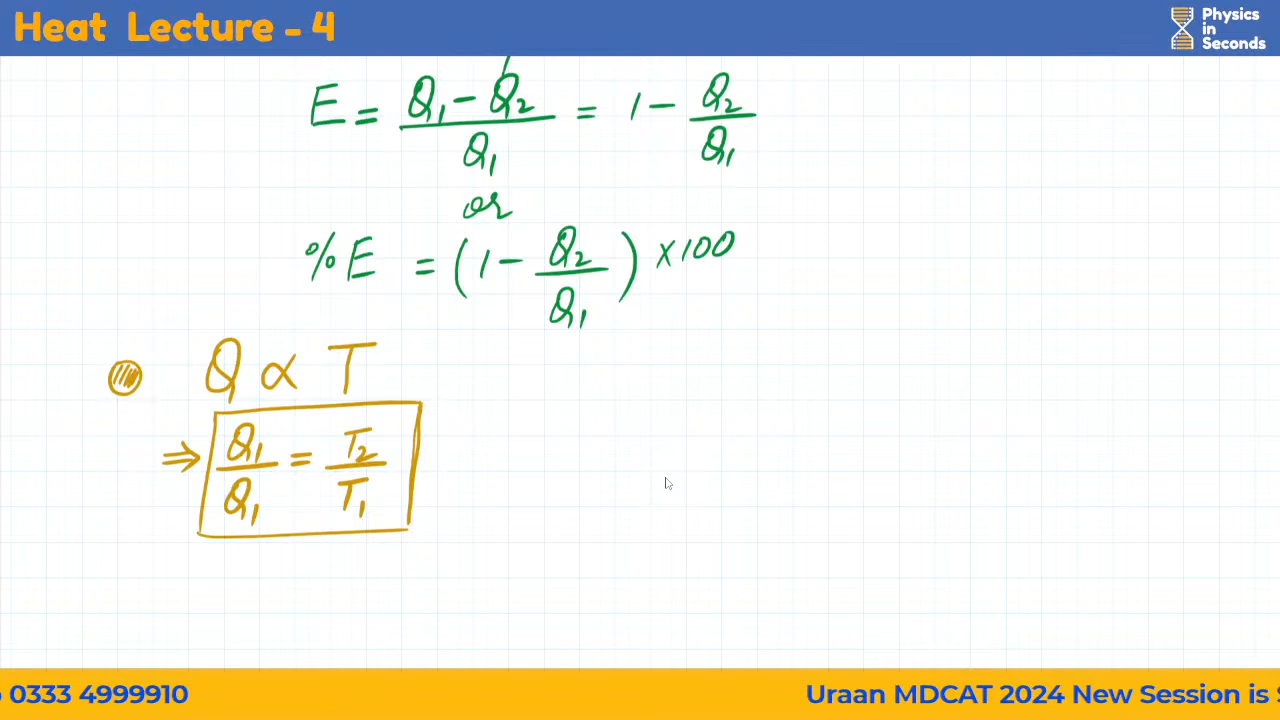 Heat Lecture - 4
Physics
in
Seconds
E = (Q₁ - Q₂)/Q₁ = 1 - Q₂/Q₁
or
% E = (1 - Q₂/Q₁) ×100
Q ∝ T
⇒ Q₁/Q₁ = T₂/T₁
0333 4999910
Uraan MDCAT 2024 New Session is